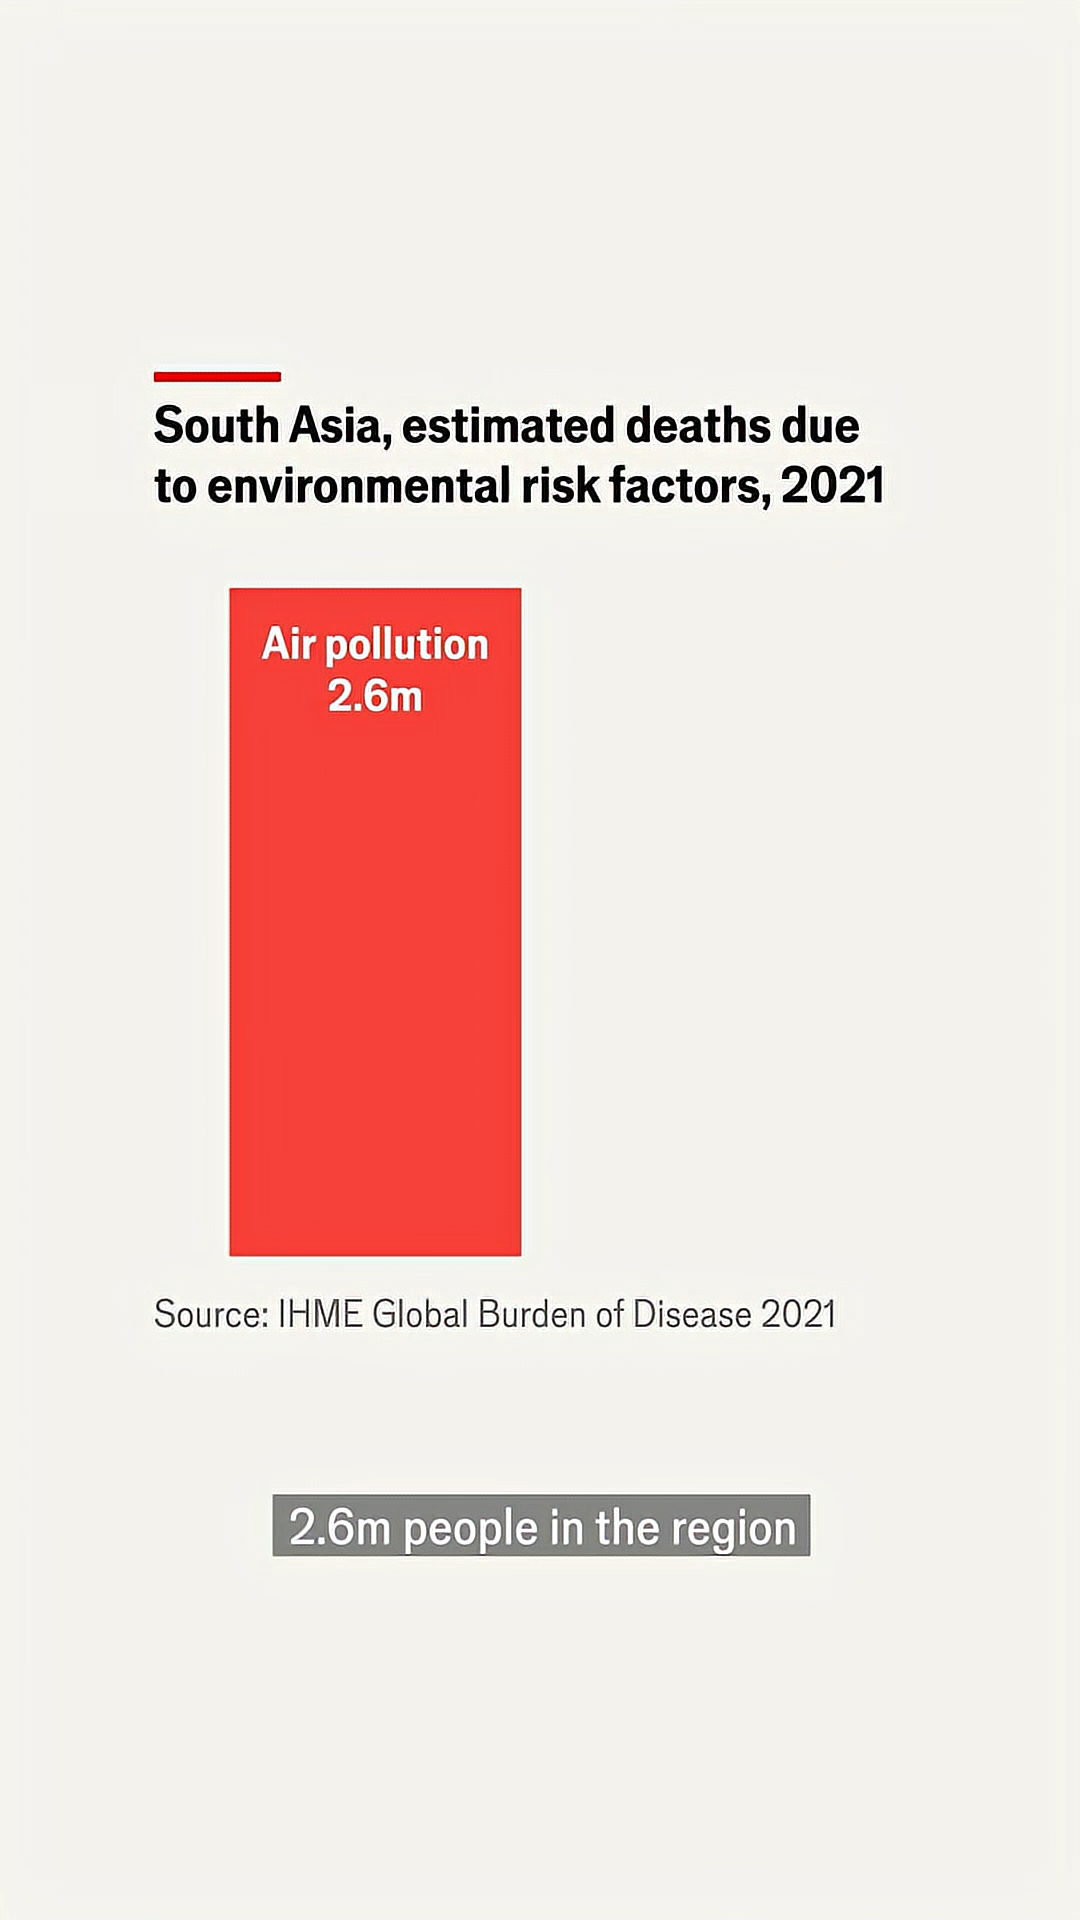 South Asia, estimated deaths due
to environmental risk factors, 2021
Air pollution
2.6m
Source: IHME Global Burden of Disease 2021
2.6m people in the region